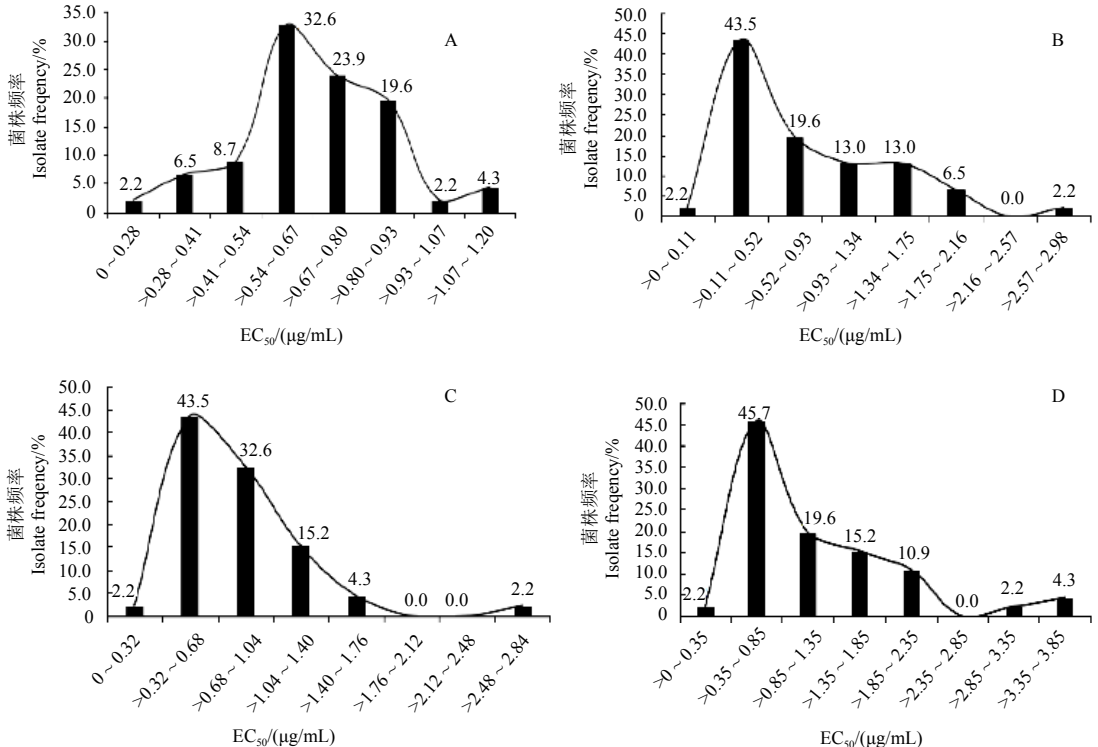 A
菌株频率
Isolate freqency/%
35.0
30.0
25.0
20.0
15.0
10.0
5.0
0
2.2
6.5
8.7
32.6
23.9
19.6
2.2
4.3
0 ~ 0.28
>0.28 ~ 0.41
>0.41 ~ 0.54
>0.54 ~ 0.67
>0.67 ~ 0.80
>0.80 ~ 0.93
>0.93 ~ 1.07
>1.07 ~ 1.20
EC₅₀/(μg/mL)
B
菌株频率
Isolate freqency/%
50.0
45.0
40.0
35.0
30.0
25.0
20.0
15.0
10.0
5.0
0
2.2
43.5
19.6
13.0
13.0
6.5
0.0
2.2
>0 ~ 0.11
>0.11 ~ 0.52
>0.52 ~ 0.93
>0.93 ~ 1.34
>1.34 ~ 1.75
>1.75 ~ 2.16
>2.16 ~ 2.57
>2.57 ~ 2.98
EC₅₀/(μg/mL)
C
菌株频率
Isolate freqency/%
50.0
45.0
40.0
35.0
30.0
25.0
20.0
15.0
10.0
5.0
0
2.2
43.5
32.6
15.2
4.3
0.0
0.0
2.2
0 ~ 0.32
>0.32 ~ 0.68
>0.68 ~ 1.04
>1.04 ~ 1.40
>1.40 ~ 1.76
>1.76 ~ 2.12
>2.12 ~ 2.48
>2.48 ~ 2.84
EC₅₀/(μg/mL)
D
菌株频率
Isolate freqency/%
50.0
45.0
40.0
35.0
30.0
25.0
20.0
15.0
10.0
5.0
0
2.2
45.7
19.6
15.2
10.9
0.0
2.2
4.3
>0 ~ 0.35
>0.35 ~ 0.85
>0.85 ~ 1.35
>1.35 ~ 1.85
>1.85 ~ 2.35
>2.35 ~ 2.85
>2.85 ~ 3.35
>3.35 ~ 3.85
EC₅₀/(μg/mL)